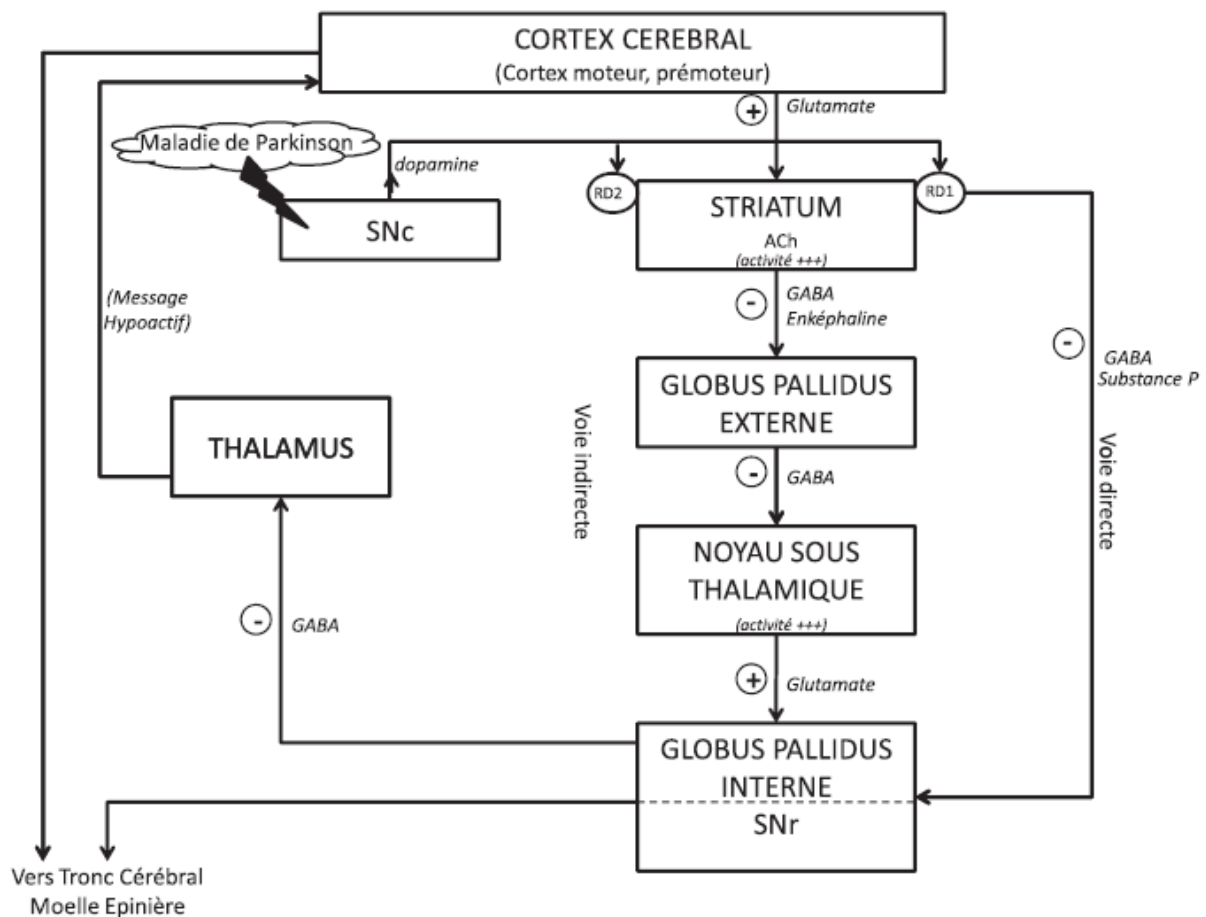 CORTEX CEREBRAL
(Cortex moteur, prémoteur)
+
Glutamate
Maladie de Parkinson
dopamine
RD2
STRIATUM
ACh
(activité +++)
RD1
SNc
-
GABA
Enképhaline
(Message
Hypoactif)
-
GABA
Substance P
GLOBUS PALLIDUS
EXTERNE
Voie indirecte
Voie directe
THALAMUS
-
GABA
NOYAU SOUS
THALAMIQUE
(activité +++)
-
GABA
+
Glutamate
GLOBUS PALLIDUS
INTERNE
SNr
Vers Tronc Cérébral
Moelle Epinière